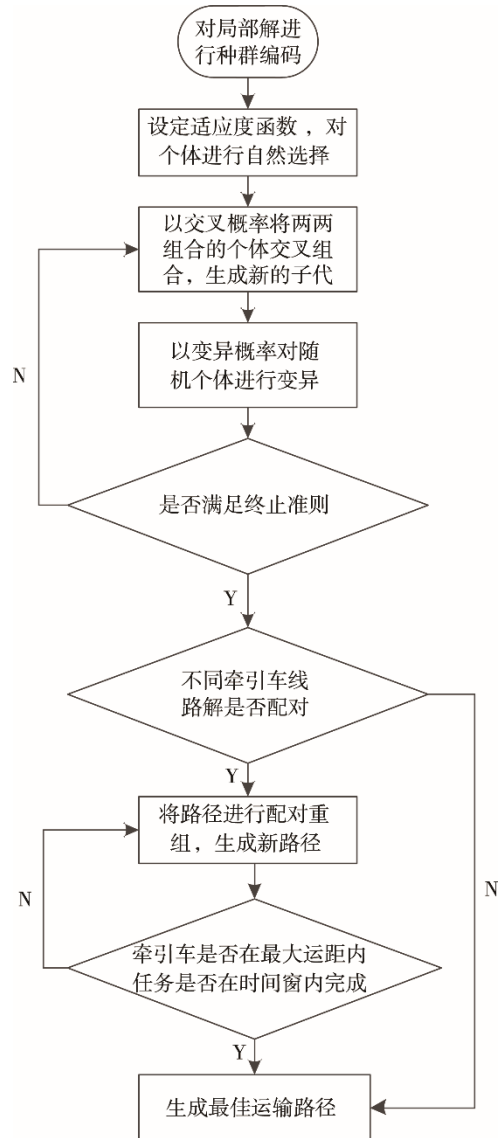 对局部解进
行种群编码
设定适应度函数，对
个体进行自然选择
以交叉概率将两两
组合的个体交叉组
合，生成新的子代
以变异概率对随
机个体进行变异
N
是否满足终止准则
Y
不同牵引车线
路解是否配对
Y
将路径进行配对重
组，生成新路径
N
N
牵引车是否在最大运距内
任务是否在时间窗内完成
Y
生成最佳运输路径